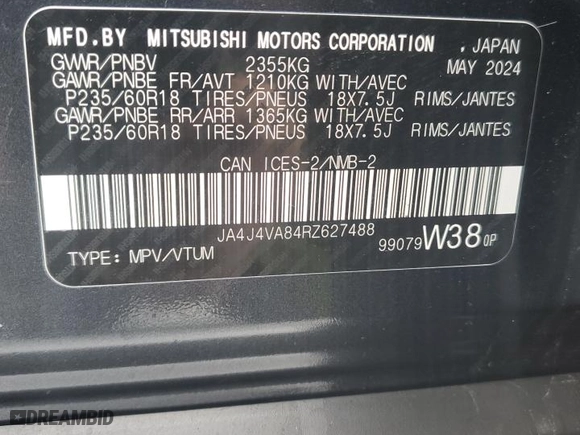 MFD.BY MITSUBISHI MOTORS CORPORATION , JAPAN
GVWR/PNBV 2355KG MAY 2024
GAWR/PNBE FR/AVT 1210KG WITH/AVEC
P235/60R18 TIRES/PNEUS 18X7.5J RIMS/JANTES
GAWR/PNBE RR/ARR 1365KG WITH/AVEC
P235/60R18 TIRES/PNEUS 18X7.5J RIMS/JANTES
CAN ICES-2/NMB-2
JA4J4VA84RZ627488
TYPE: MPV/VTUM 99079 W38 OP
DREAMBID